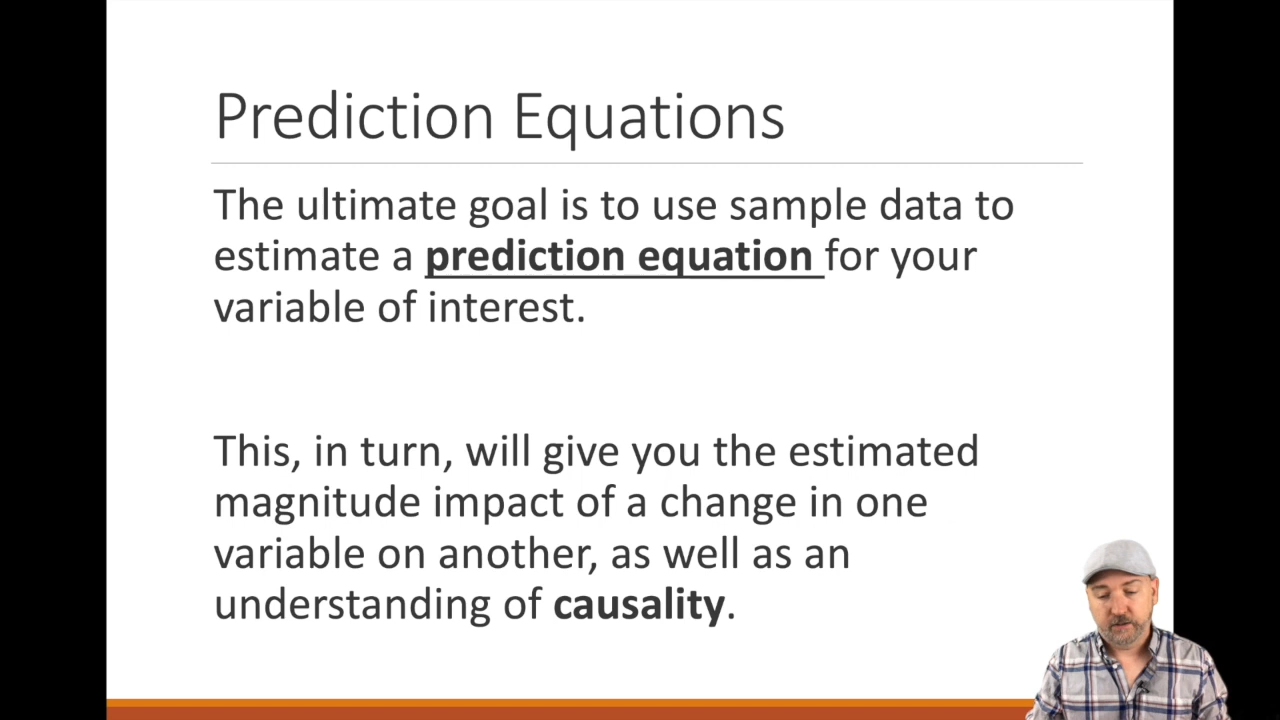 Prediction Equations
The ultimate goal is to use sample data to
estimate a prediction equation for your
variable of interest.
This, in turn, will give you the estimated
magnitude impact of a change in one
variable on another, as well as an
understanding of causality.